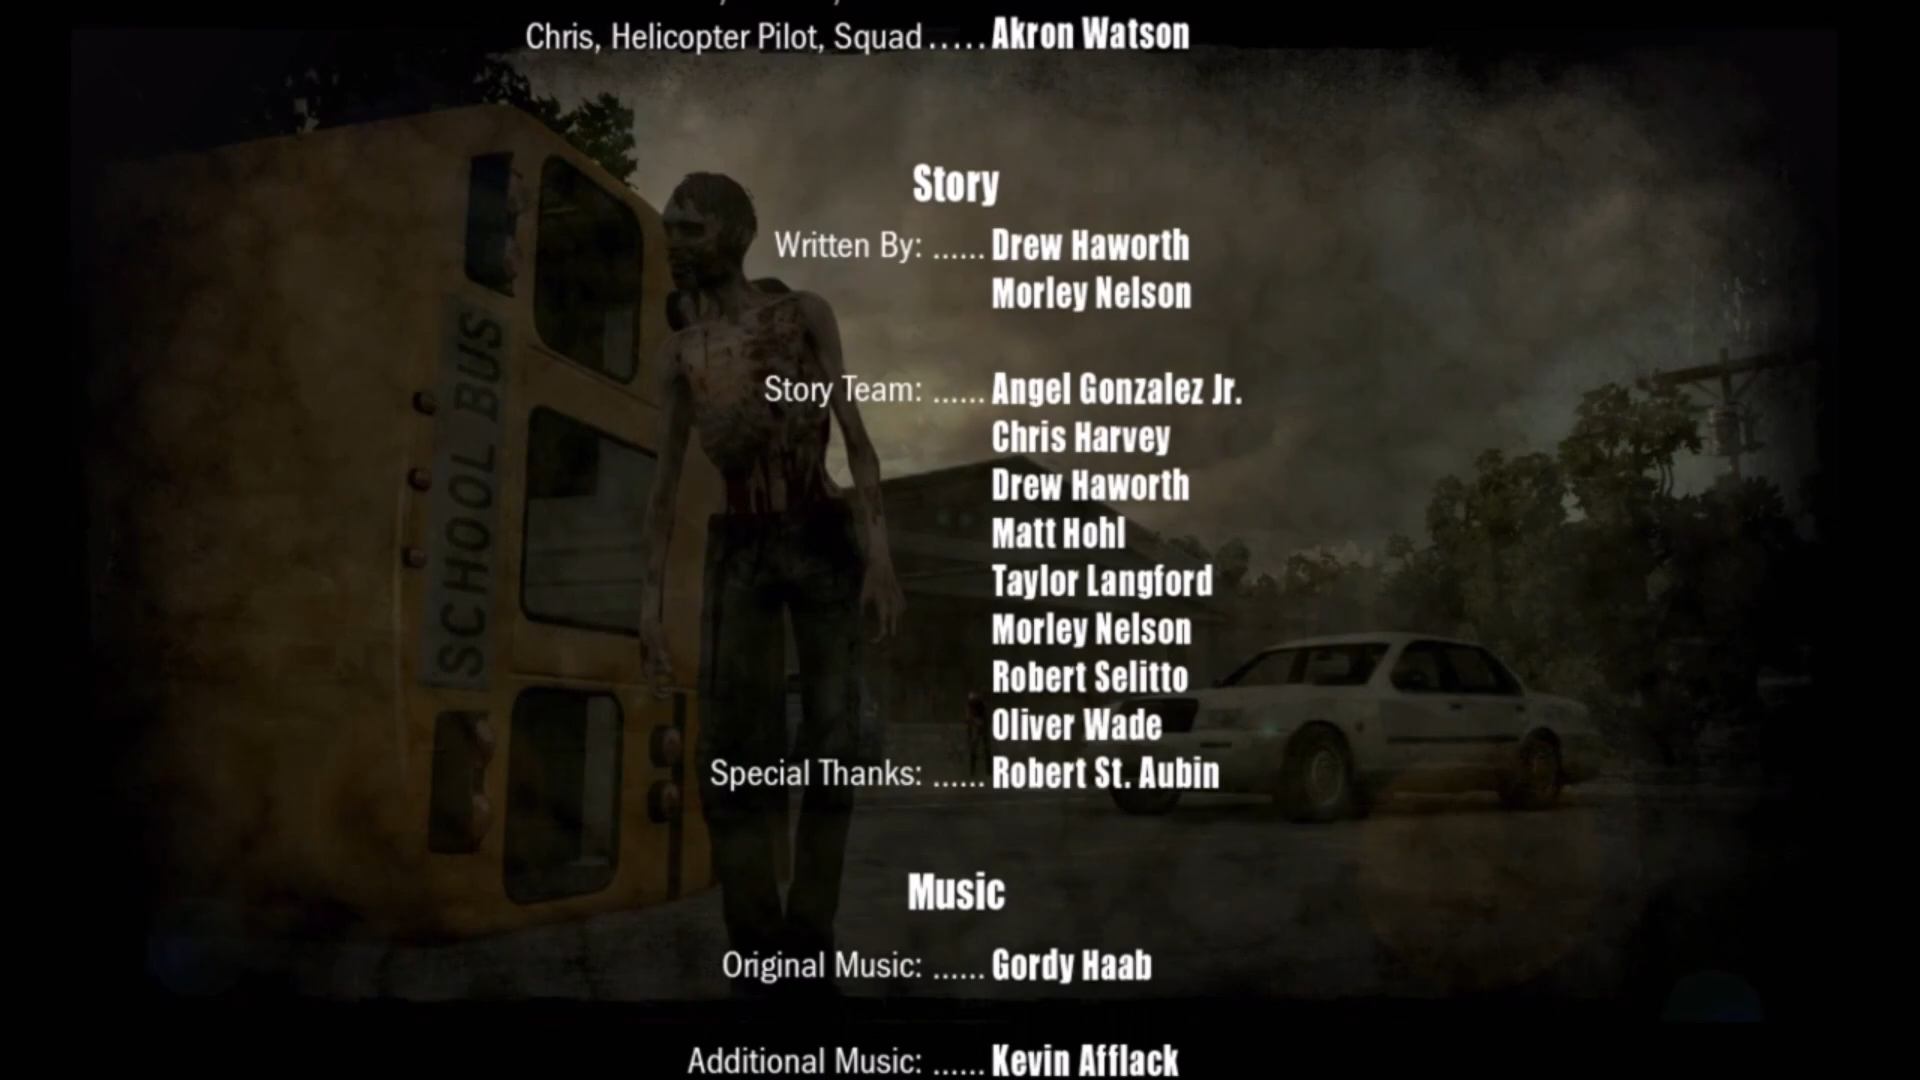 Chris, Helicopter Pilot, Squad ..... Akron Watson
Story
Written By: ...... Drew Haworth
Morley Nelson
Story Team: ...... Angel Gonzalez Jr.
Chris Harvey
Drew Haworth
Matt Hohl
Taylor Langford
Morley Nelson
Robert Selitto
Oliver Wade
Special Thanks: ...... Robert St. Aubin
Music
Original Music: ...... Gordy Haab
Additional Music: ...... Kevin Afflack
SCHOOL BUS